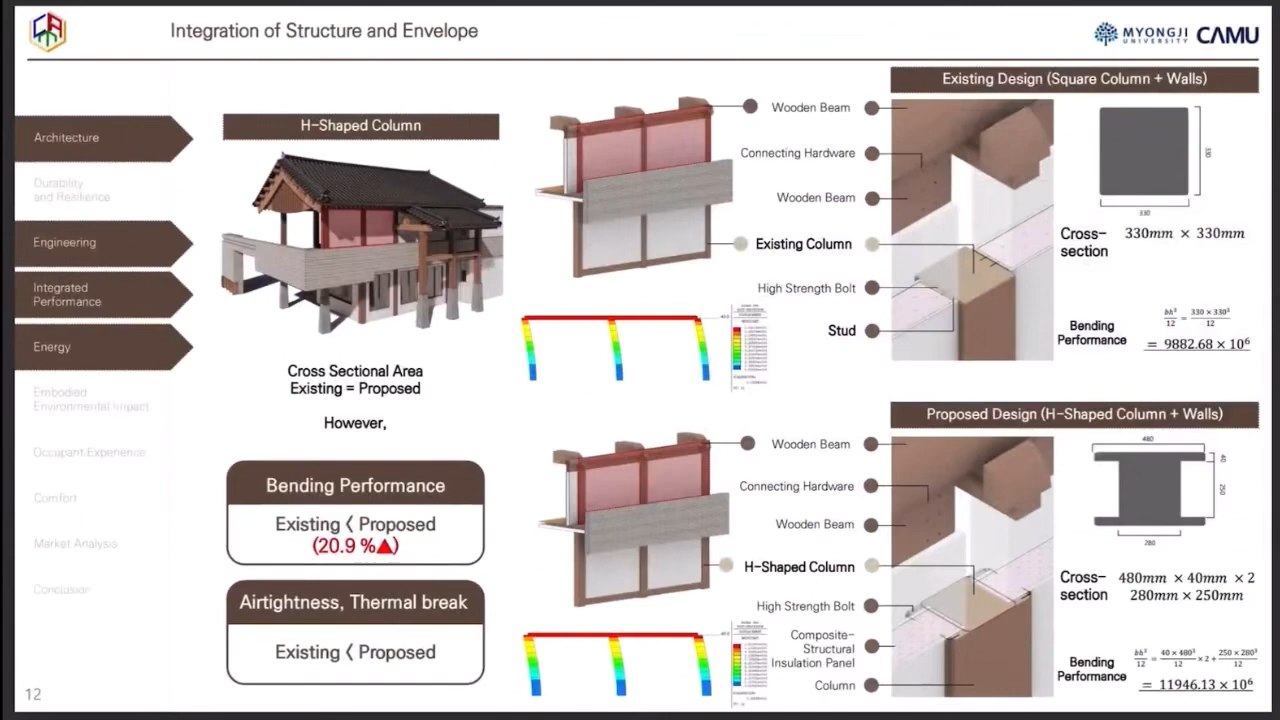 Integration of Structure and Envelope
MYONGJI
UNIVERSITY
CAMU
Architecture
Durability
and Resilience
Engineering
Integrated
Performance
Energy
Embodied
Environmental Impact
Occupant Experience
Comfort
Market Analysis
Conclusion
12
H-Shaped Column
Cross Sectional Area
Existing = Proposed
However,
Bending Performance
Existing < Proposed
(20.9 %▲)
Airtightness, Thermal break
Existing < Proposed
Wooden Beam
Connecting Hardware
Wooden Beam
Existing Column
High Strength Bolt
Stud
Wooden Beam
Connecting Hardware
Wooden Beam
H-Shaped Column
High Strength Bolt
Composite-
Structural
Insulation Panel
Column
Existing Design (Square Column + Walls)
330
330
Cross-
section
330mm × 330mm
Bending
Performance
bh³/12 = 330 × 330³/12
= 9882.68 × 10⁶
Proposed Design (H-Shaped Column + Walls)
480
40
250
280
Cross-
section
480mm × 40mm × 2
280mm × 250mm
Bending
Performance
bh³/12 = 40 × 480³/12 × 2 + 250 × 280³/12